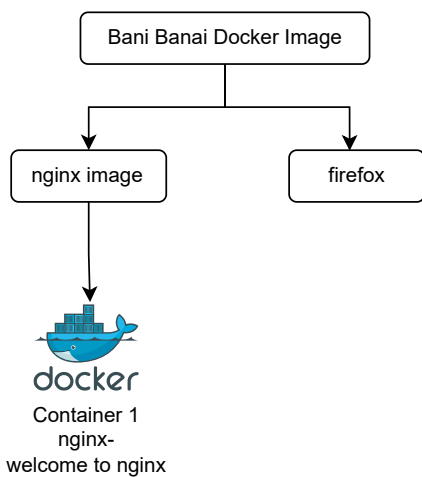 Bani Banai Docker Image
nginx image
firefox
docker
Container 1
nginx-
welcome to nginx